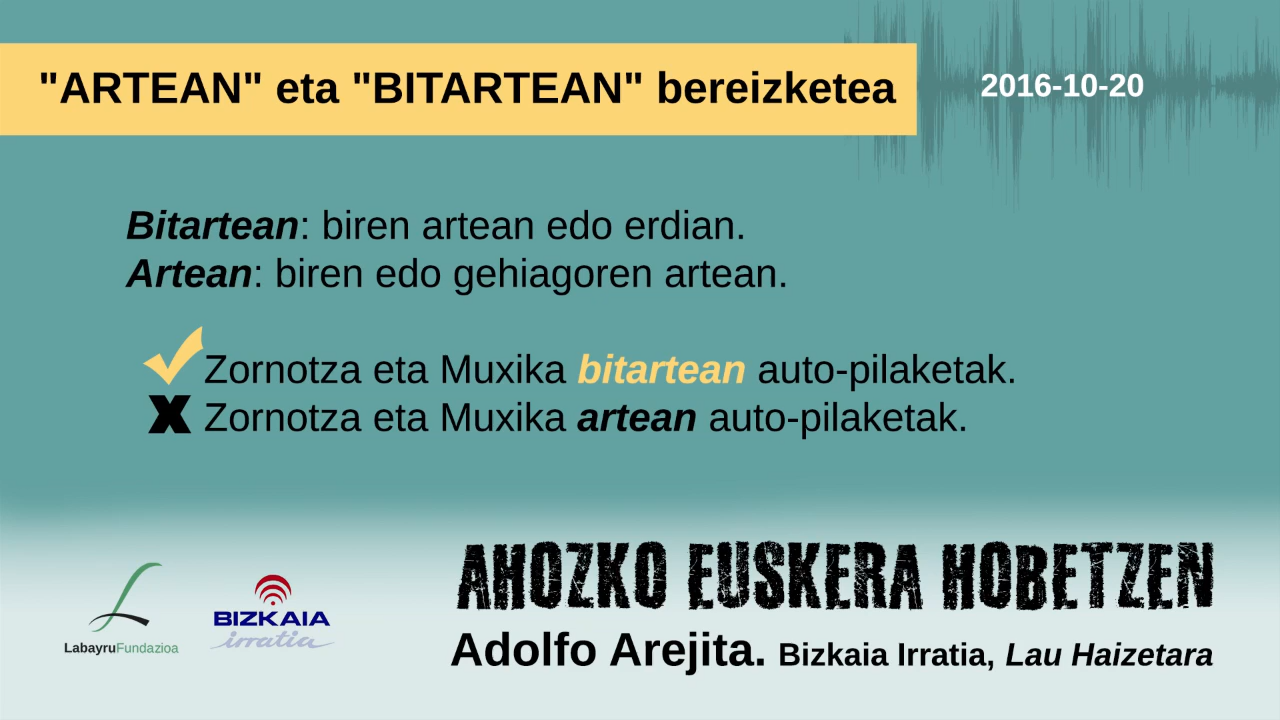 "ARTEAN" eta "BITARTEAN" bereizketea
2016-10-20
Bitartean: biren artean edo erdian.
Artean: biren edo gehiagoren artean.
Zornotza eta Muxika bitartean auto-pilaketak.
Zornotza eta Muxika artean auto-pilaketak.
AHOZKO EUSKERA HOBETZEN
Adolfo Arejita. Bizkaia Irratia, Lau Haizetara
LabayruFundazioa
BIZKAIA
irratia